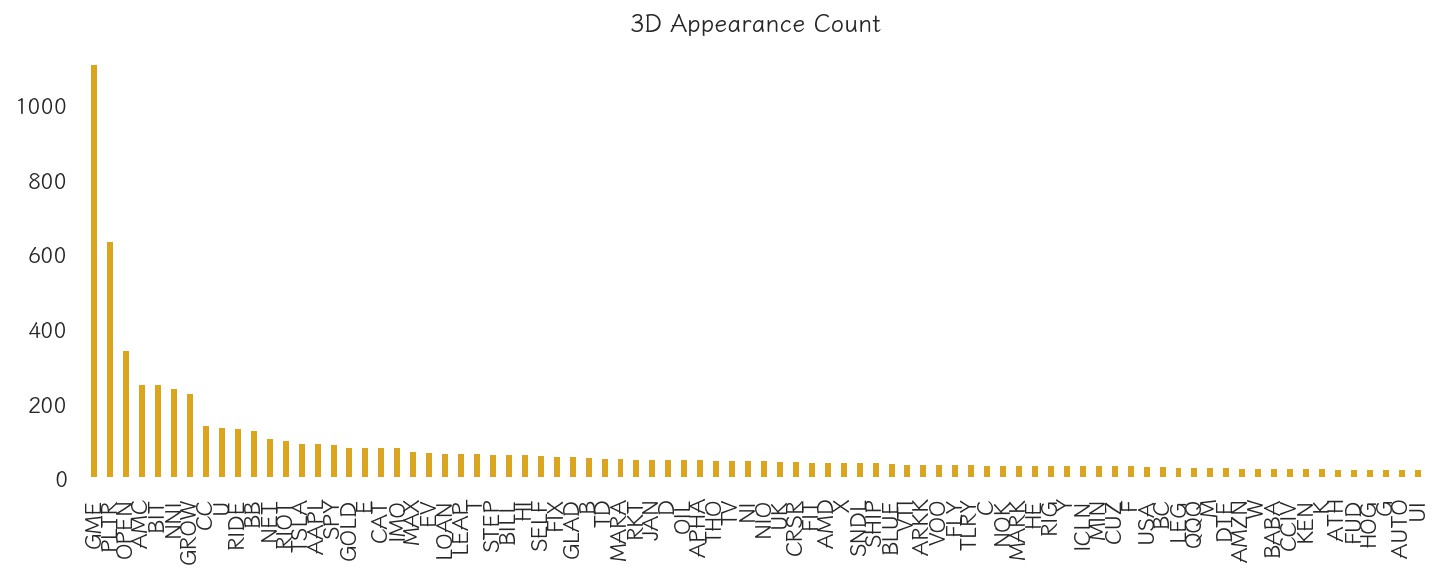 3D Appearance Count
1000
800
600
400
200
0
GME
PLTR
OPEN
AMC
BIT
NNI
GROW
CC
U
RIDE
BB
NET
RIOT
TSLA
AAPL
SPY
GOLD
E
CAT
IMO
MAX
EV
LOAN
LEAP
T
STEP
BILI
HI
SELF
FIX
GLAD
B
TD
MARA
RKT
JAN
D
OIL
APHA
THO
TV
NI
NIO
UK
CRSR
FIT
AMD
X
SNDL
SHIP
BLUE
VTI
ARKK
VOO
FLY
TLRY
C
NOK
MARK
HE
RIG
Y
ICLN
MIN
CUZ
F
USA
BC
LEG
QQQ
M
DIE
AMZN
W
BABA
CCIV
KEN
K
ATH
FUD
HOG
G
AUTO
UI